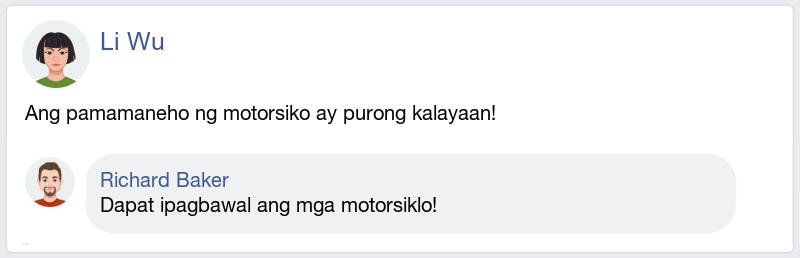 Li Wu
Ang pamamaneho ng motorsiko ay purong kalayaan!
Richard Baker
Dapat ipagbawal ang mga motorsiklo!